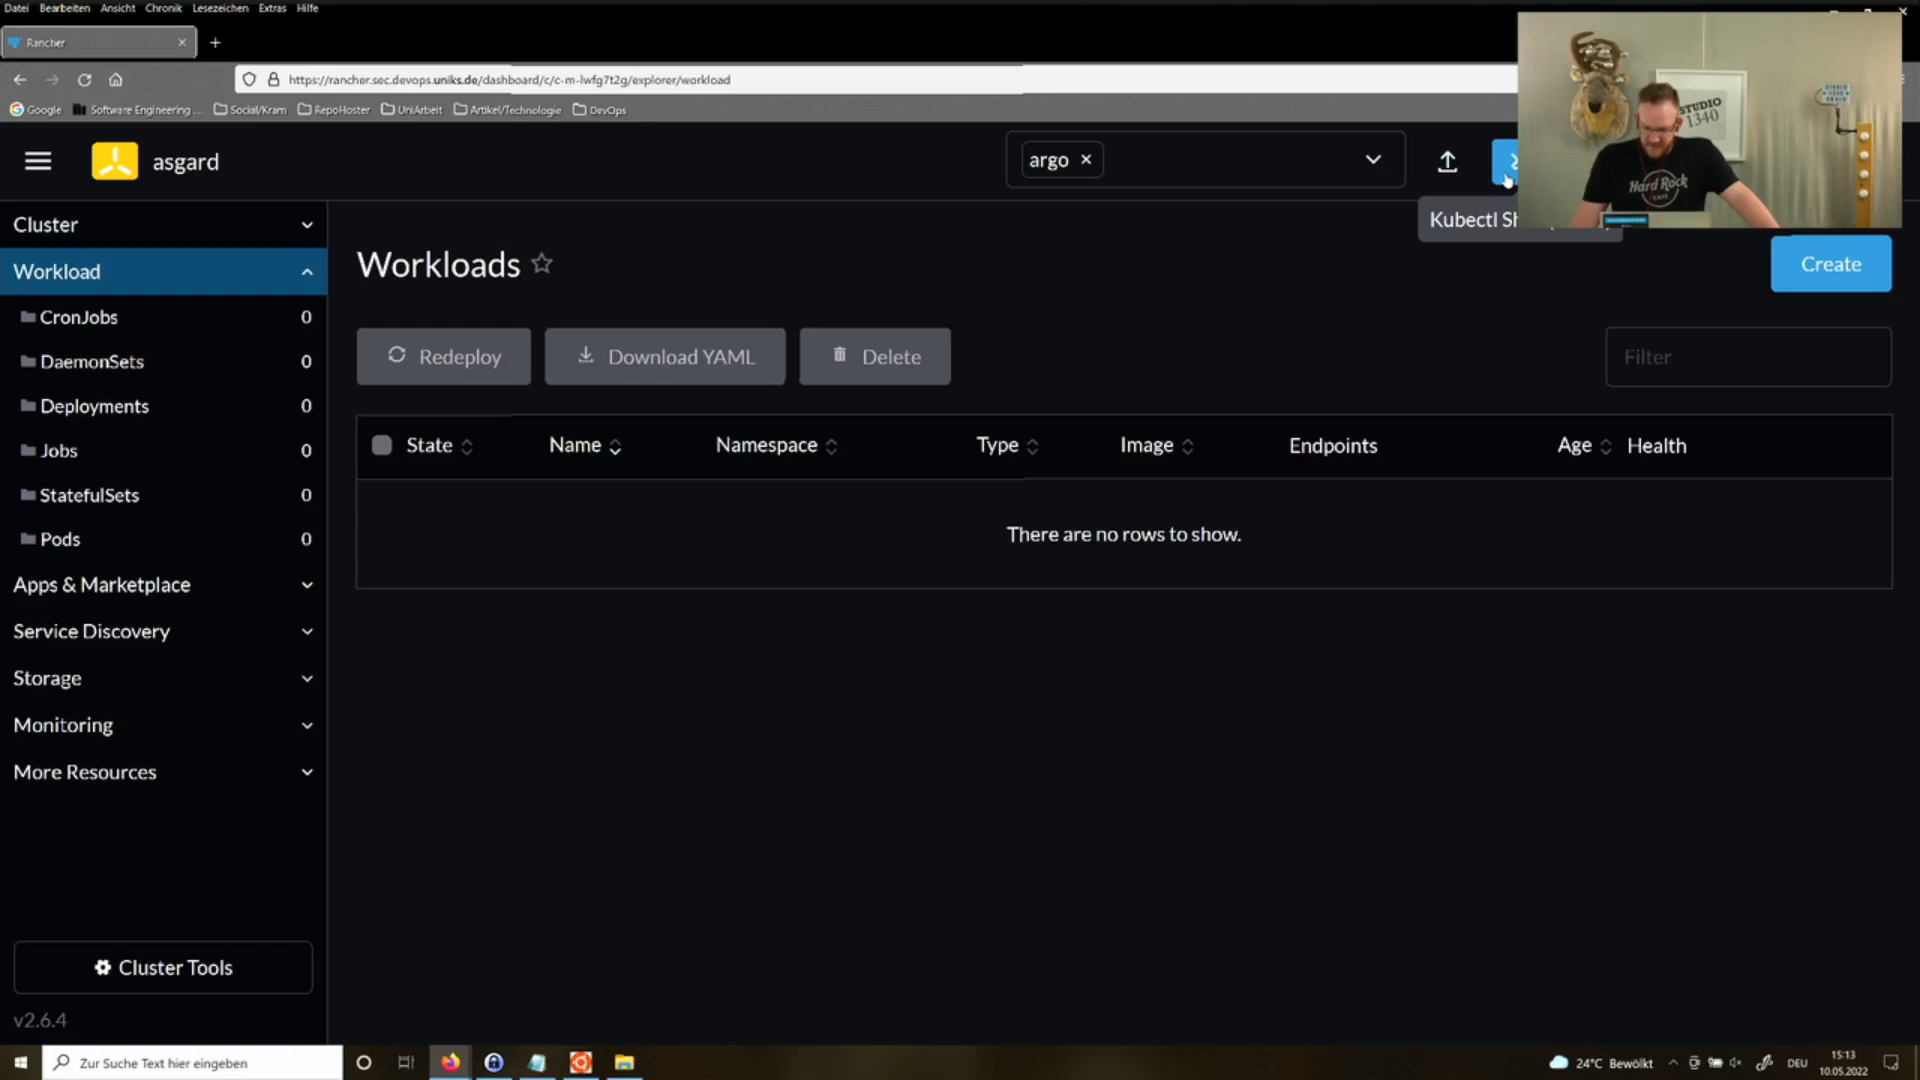 Datei Bearbeiten Ansicht Chronik Lesezeichen Extras Hilfe
Rancher
https://rancher.sec.devops.uniks.de/dashboard/c/c-m-lwfg7t2g/explorer/workload
Google Software Engineering ... Social/Kram RepoHoster UniArbeit Artikel/Technologie DevOps
STUDIO
1340
Hard Rock
CAFE
asgard
argo
Kubectl Sh
Cluster
Workload
CronJobs 0
DaemonSets 0
Deployments 0
Jobs 0
StatefulSets 0
Pods 0
Apps & Marketplace
Service Discovery
Storage
Monitoring
More Resources
Cluster Tools
v2.6.4
Workloads
Create
Redeploy Download YAML Delete
Filter
State Name Namespace Type Image Endpoints Age Health
There are no rows to show.
Zur Suche Text hier eingeben
24°C Bewölkt
DEU
15:13
10.05.2022